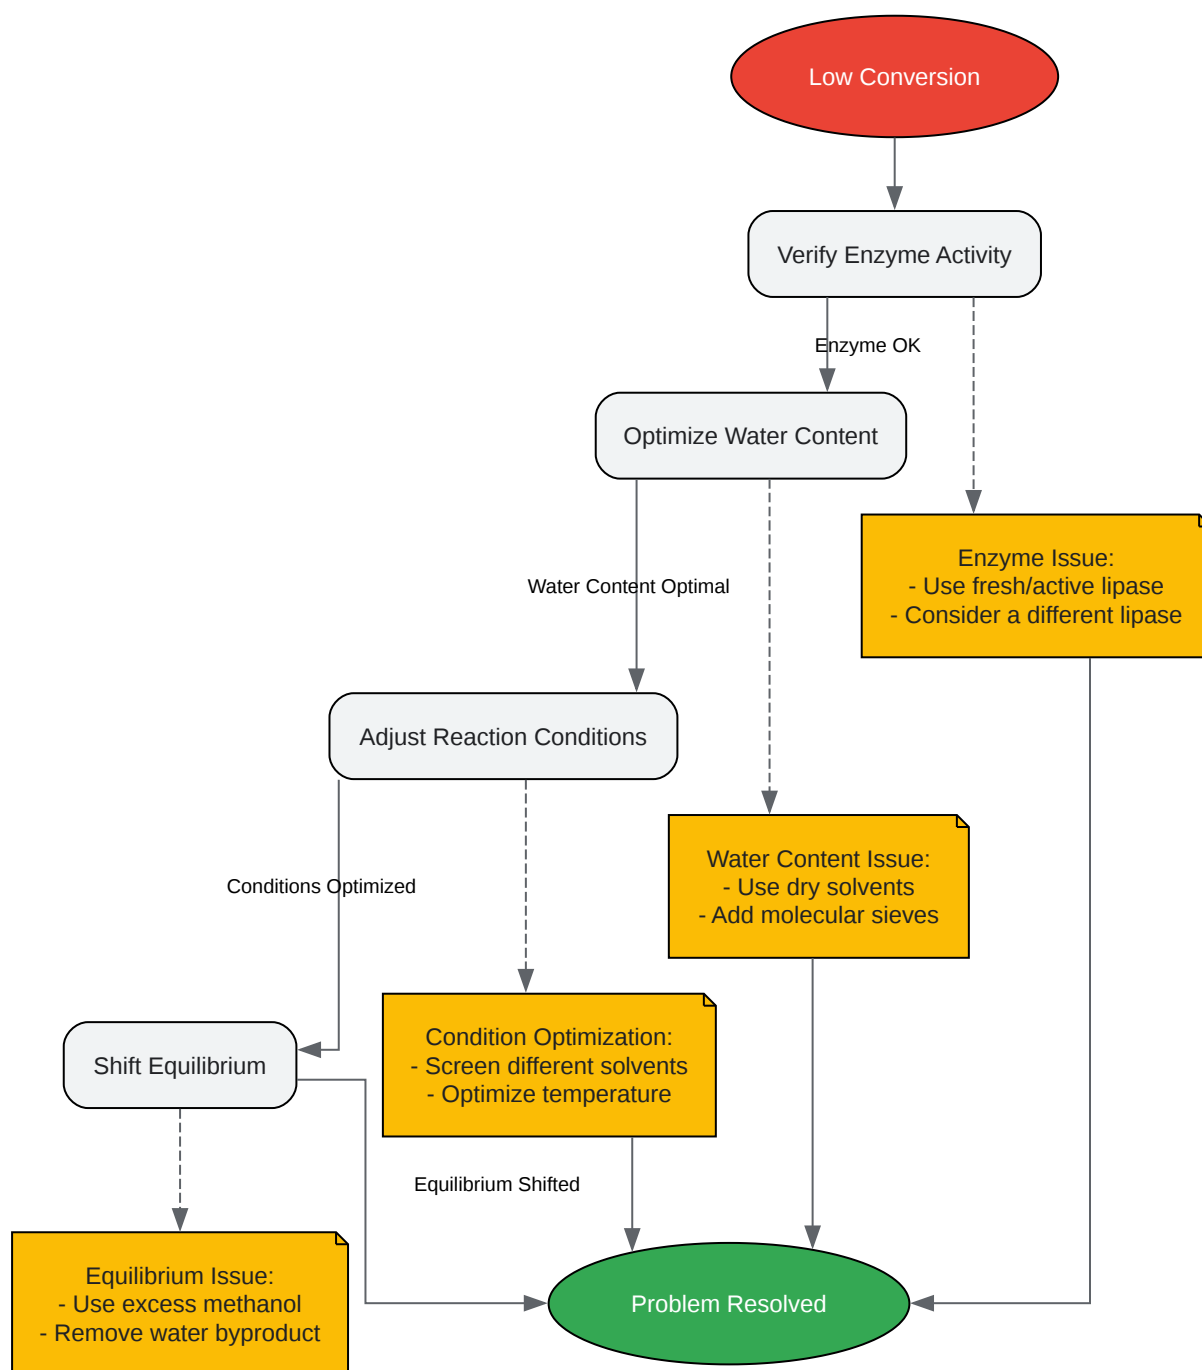 Low Conversion
Verify Enzyme Activity
Enzyme OK
Optimize Water Content
Enzyme Issue:
- Use fresh/active lipase
- Consider a different lipase
Water Content Optimal
Adjust Reaction Conditions
Water Content Issue:
- Use dry solvents
- Add molecular sieves
Conditions Optimized
Condition Optimization:
- Screen different solvents
- Optimize temperature
Shift Equilibrium
Equilibrium Shifted
Equilibrium Issue:
- Use excess methanol
- Remove water byproduct
Problem Resolved